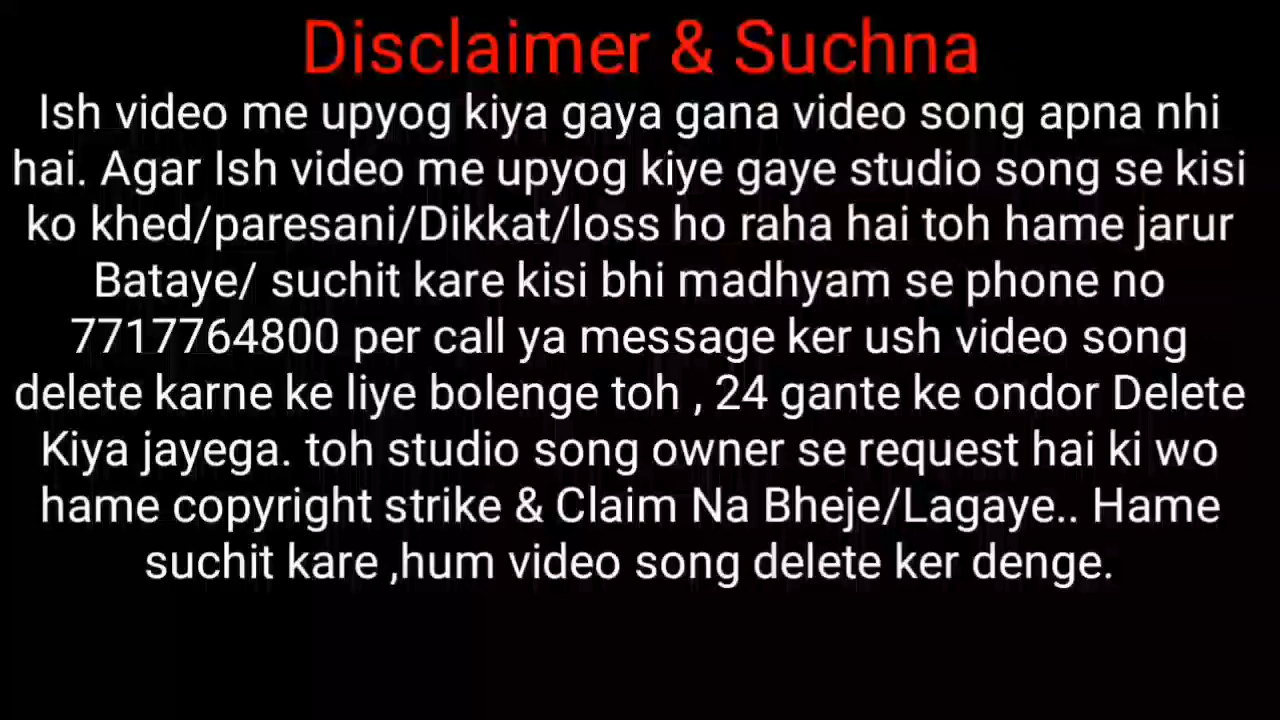 Disclaimer & Suchna
Ish video me upyog kiya gaya gana video song apna nhi
hai. Agar Ish video me upyog kiye gaye studio song se kisi
ko khed/paresani/Dikkat/loss ho raha hai toh hame jarur
Bataye/ suchit kare kisi bhi madhyam se phone no
7717764800 per call ya message ker ush video song
delete karne ke liye bolenge toh , 24 gante ke ondor Delete
Kiya jayega. toh studio song owner se request hai ki wo
hame copyright strike & Claim Na Bheje/Lagaye.. Hame
suchit kare ,hum video song delete ker denge.